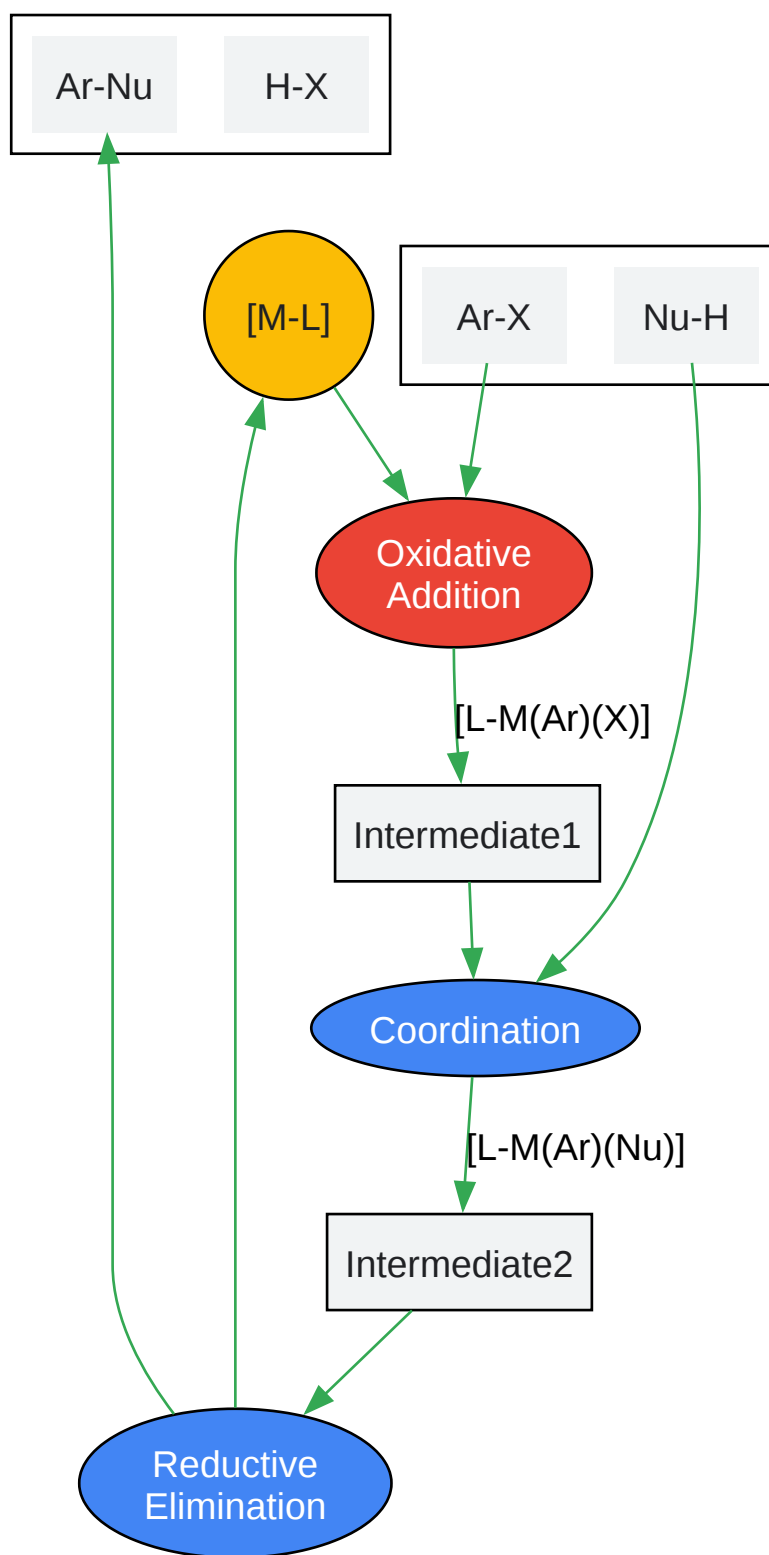 Ar-Nu
H-X
[M-L]
Ar-X
Nu-H
Oxidative
Addition
[L-M(Ar)(X)]
Intermediate1
Coordination
[L-M(Ar)(Nu)]
Intermediate2
Reductive
Elimination